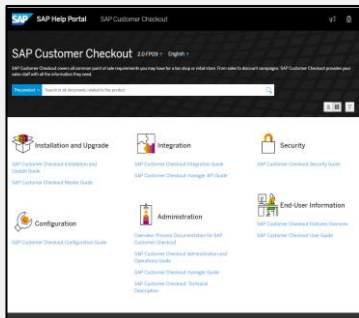 SAP SAP Help Portal SAP Customer Checkout
SAP Customer Checkout 2.0 FP09 English
SAP Customer Checkout covers all common point of sale requirements you may have for a fan shop or retail store. From sales to discount campaigns: SAP Customer Checkout provides your
sales staff with all the information they need.
This product Search in all documents related to the product
Installation and Upgrade
SAP Customer Checkout Installation and
Update Guide
SAP Customer Checkout Master Guide
Integration
SAP Customer Checkout Integration Guide
SAP Customer Checkout manager API Guide
Security
SAP Customer Checkout Security Guide
Configuration
SAP Customer Checkout Configuration Guide
Administration
Overview: Process Documentation for SAP
Customer Checkout
SAP Customer Checkout Administration and
Operations Guide
SAP Customer Checkout manager Guide
SAP Customer Checkout: Technical
Description
End-User Information
SAP Customer Checkout Features Overview
SAP Customer Checkout User Guide